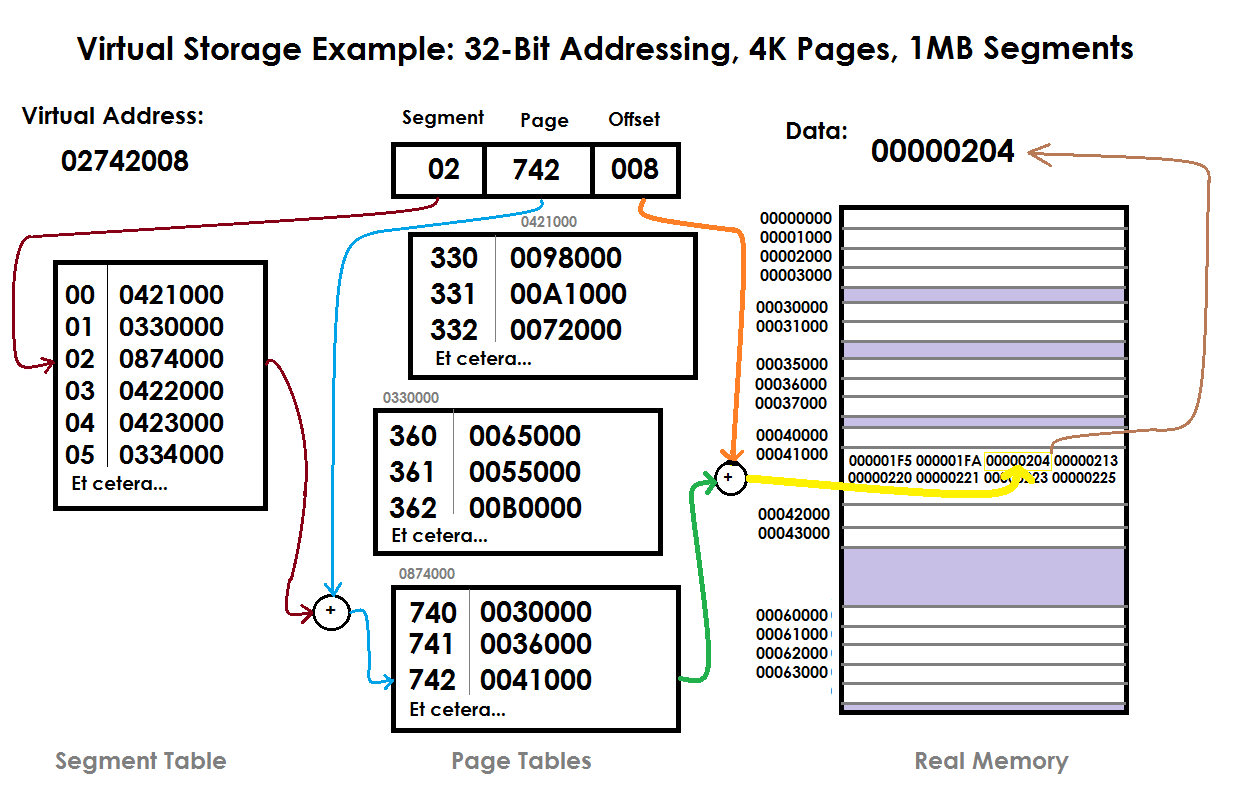 Virtual Storage Example: 32-Bit Addressing, 4K Pages, 1MB Segments
Virtual Address:
02742008
Segment Page Offset
02 742 008
Data:
00000204
00 0421000
01 0330000
02 0874000
03 0422000
04 0423000
05 0334000
Et cetera...
0421000
330 0098000
331 00A1000
332 0072000
Et cetera...
0330000
360 0065000
361 0055000
362 00B0000
Et cetera...
0874000
740 0030000
741 0036000
742 0041000
Et cetera...
+
+
00000000
00001000
00002000
00003000
00030000
00031000
00035000
00036000
00037000
00040000
00041000
000001F5 000001FA 00000204 00000213
00000220 00000221 00000223 00000225
00042000
00043000
00060000
00061000
00062000
00063000
Segment Table
Page Tables
Real Memory